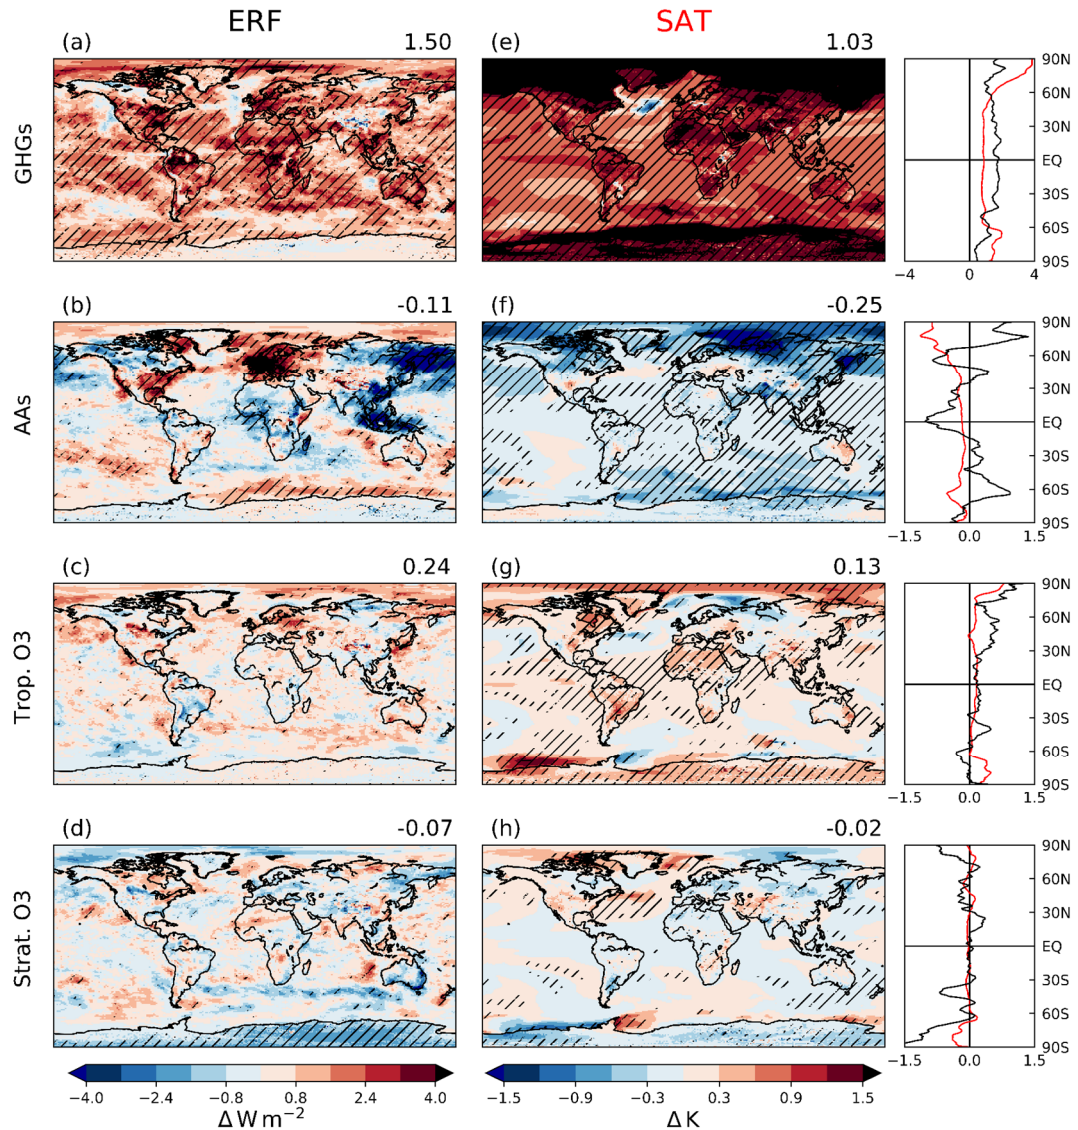 ERF SAT
(a) 1.50 (e) 1.03
GHGs
90N
60N
30N
EQ
30S
60S
90S
−4 0 4
(b) -0.11 (f) -0.25
AAs
90N
60N
30N
EQ
30S
60S
90S
−1.5 0.0 1.5
(c) 0.24 (g) 0.13
Trop. O3
90N
60N
30N
EQ
30S
60S
90S
−1.5 0.0 1.5
(d) -0.07 (h) -0.02
Strat. O3
90N
60N
30N
EQ
30S
60S
90S
−1.5 0.0 1.5
−4.0 −2.4 −0.8 0.8 2.4 4.0
Δ W m⁻²
−1.5 −0.9 −0.3 0.3 0.9 1.5
Δ K